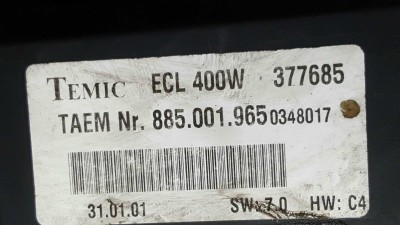 TEMIC ECL 400W 377685
TAEM Nr. 885.001.965 0348017
31.01.01 SW: 7.0 HW: C4